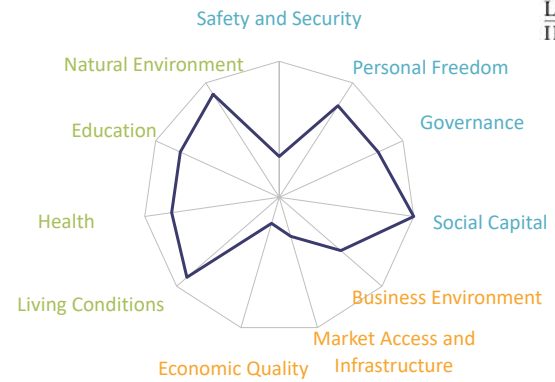 Safety and Security
Natural Environment
Personal Freedom
Education
Governance
Health
Social Capital
Living Conditions
Business Environment
Market Access and
Infrastructure
Economic Quality